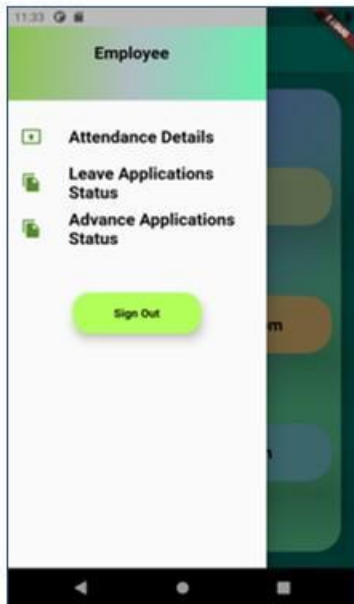 11:33
Employee
Attendance Details
Leave Applications
Status
Advance Applications
Status
Sign Out
m